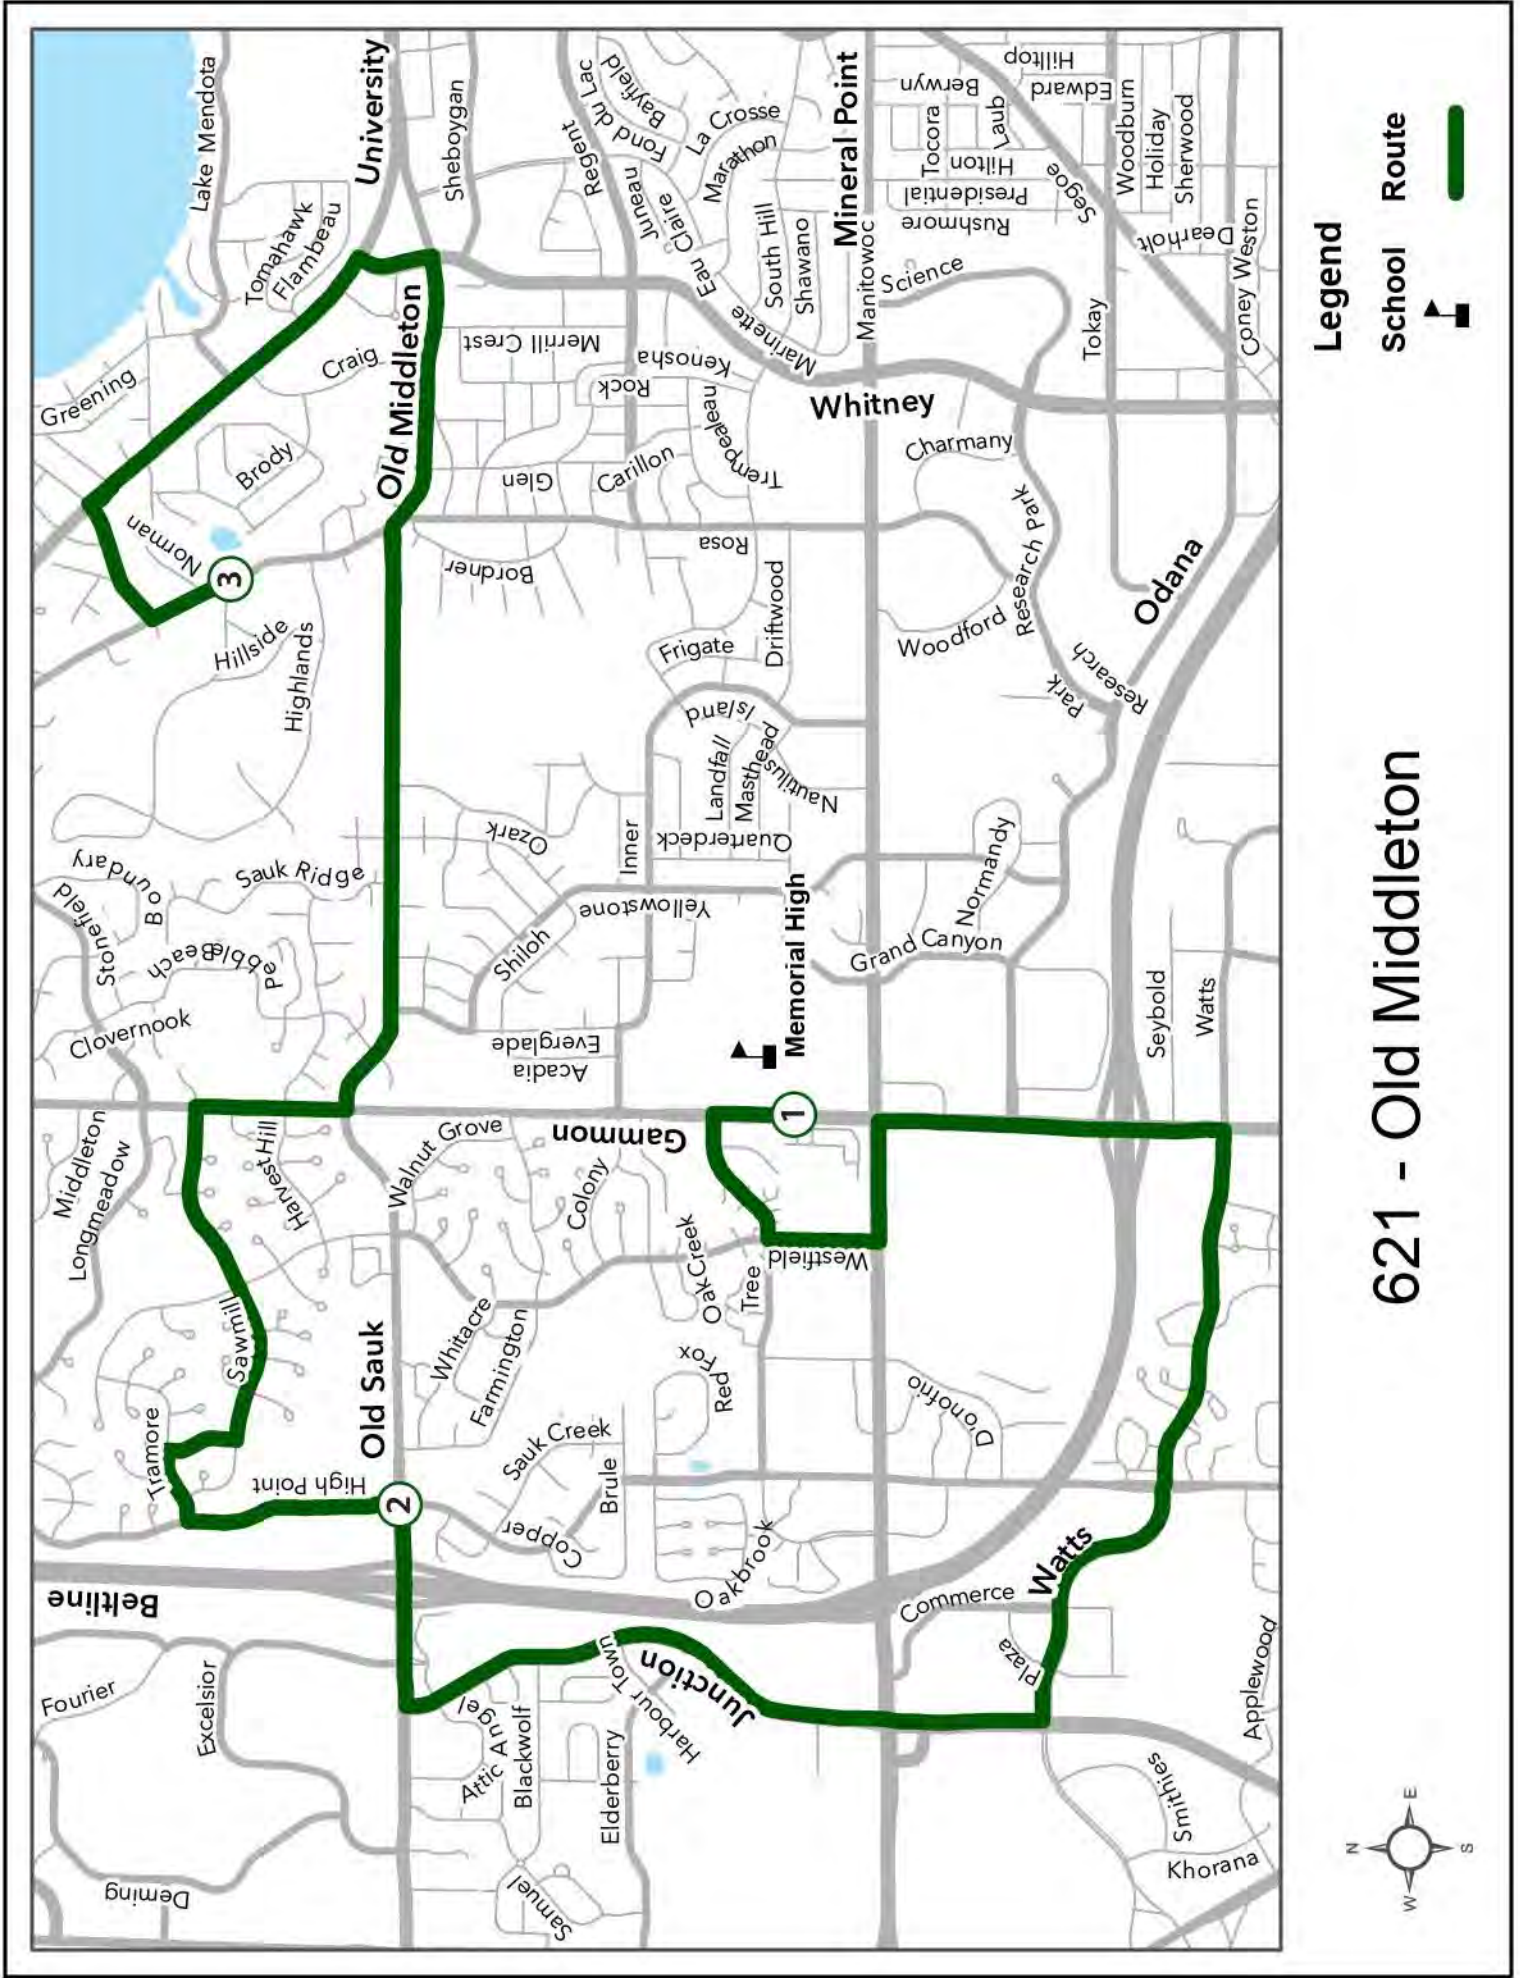 Beltline
Fourier
Excelsior
Deming
Attic Angel
Blackwolf
Elderberry
Samuel
Harbour Town
Junction
Old Sauk
High Point
Tramore
Sawmill
Harvest Hill
Longmeadow
Middleton
Clovernook
Stonefield
Boundary
Pebble Beach
Sauk Ridge
Highlands
Hillside
Norman
Brody
Craig
Greening
Tomahawk
Flambeau
Lake Mendota
University
Sheboygan
Old Middleton
Merrill Crest
Glen
Bordner
Carillon
Rock
Kenosha
Trempealeau
Marinette
Regent
Fond du Lac
Bayfield
La Crosse
Juneau
Eau Claire
Marathon
South Hill
Shawano
Mineral Point
Manitowoc
Whitney
Rosa
Driftwood
Frigate
Island
Landfall
Masthead
Nautilus
Quarterdeck
Inner
Ozark
Yellowstone
Shiloh
Everglade
Acadia
Memorial High
Gammon
Walnut Grove
Colony
Whitacre
Farmington
Oak Creek
Tree
Westfield
Red Fox
Sauk Creek
Brule
Copper
Oakbrook
Commerce
Watts
Plaza
D'onofrio
Applewood
Smithies
Khorana
Seybold
Watts
Grand Canyon
Normandy
Woodford
Research Park
Research
Park
Odana
Charmany
Science
Tokay
Rushmore
Presidential
Hilton
Tocora
Laub
Berwyn
Hilltop
Edward
Segoe
Woodburn
Holiday
Sherwood
Dearholt
Coney Weston
1
2
3
621 - Old Middleton
Legend
School
Route
N
W
E
S